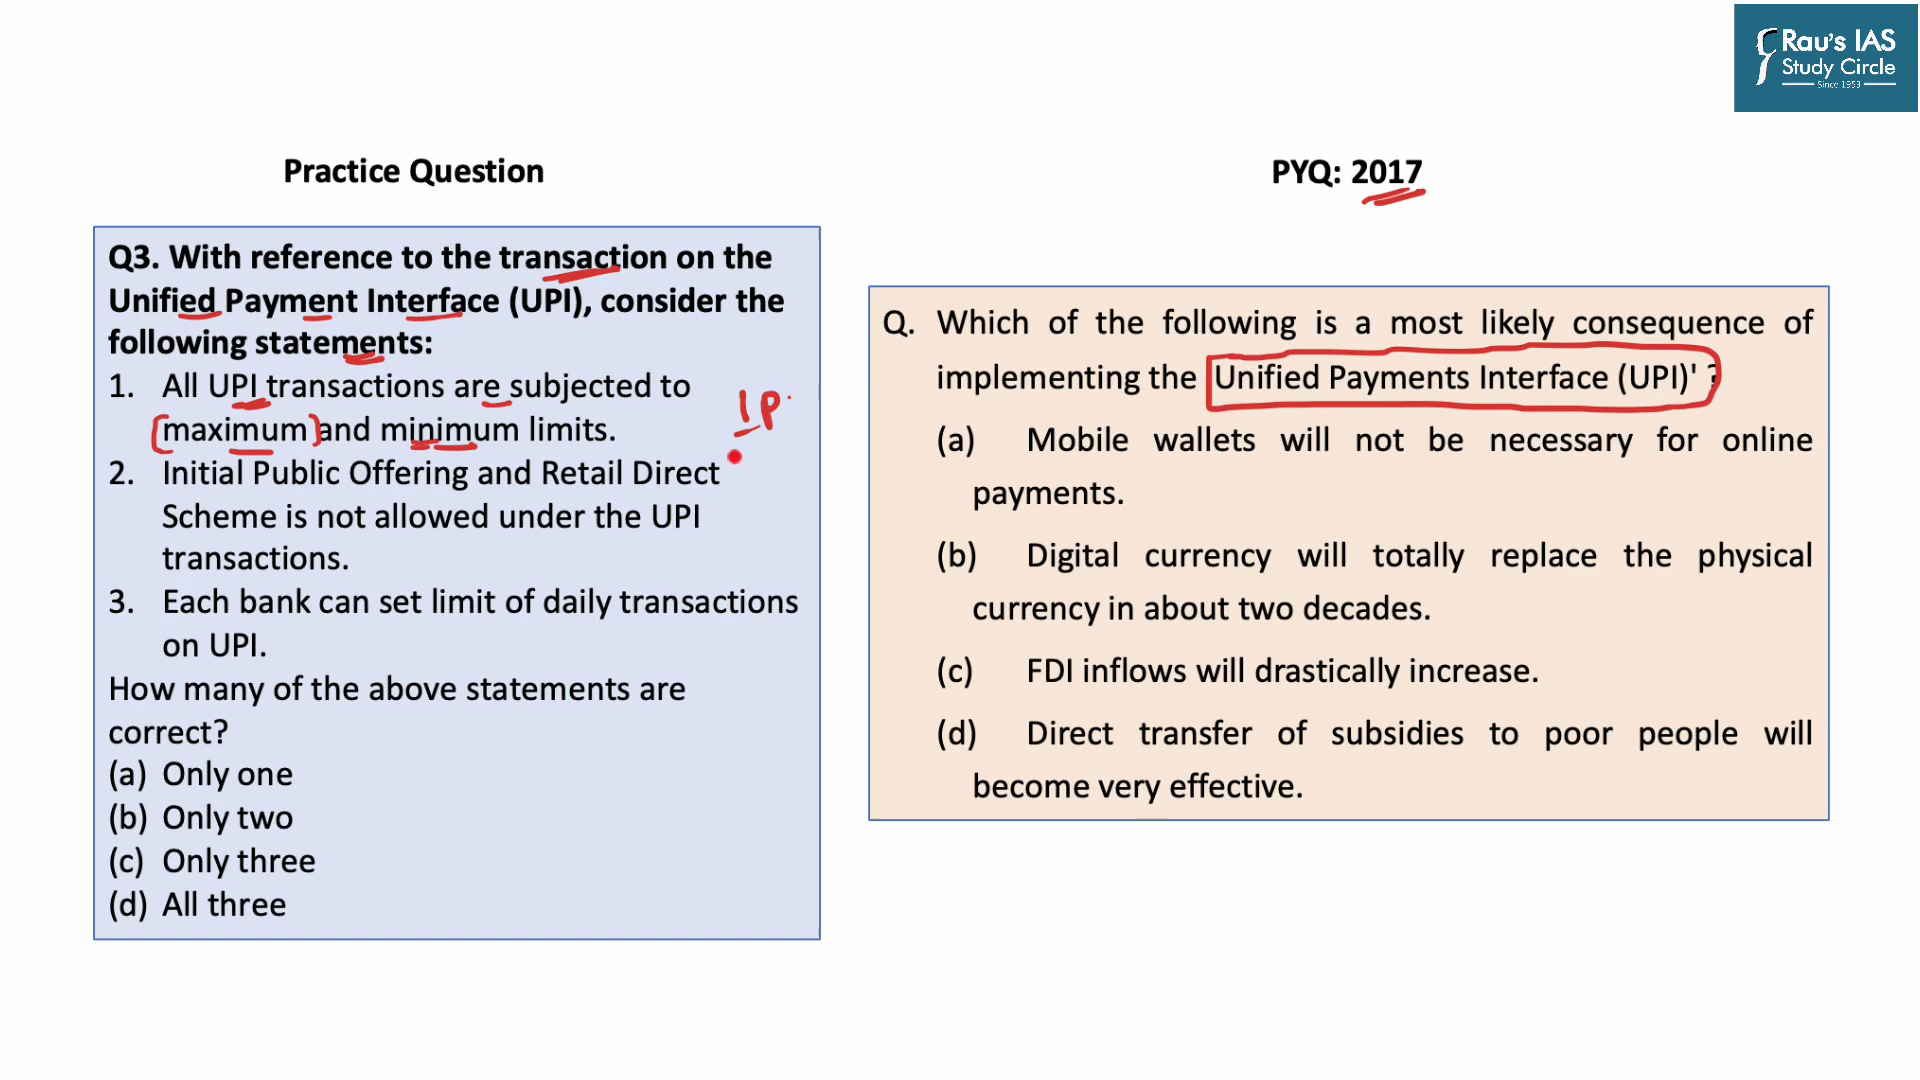 Rau's IAS
Study Circle
Since 1953
Practice Question
PYQ: 2017
Q3. With reference to the transaction on the
Unified Payment Interface (UPI), consider the
following statements:
1. All UPI transactions are subjected to
maximum and minimum limits.
1P.
2. Initial Public Offering and Retail Direct
Scheme is not allowed under the UPI
transactions.
3. Each bank can set limit of daily transactions
on UPI.
How many of the above statements are
correct?
(a) Only one
(b) Only two
(c) Only three
(d) All three
Q. Which of the following is a most likely consequence of
implementing the 'Unified Payments Interface (UPI)' ?
(a) Mobile wallets will not be necessary for online
payments.
(b) Digital currency will totally replace the physical
currency in about two decades.
(c) FDI inflows will drastically increase.
(d) Direct transfer of subsidies to poor people will
become very effective.